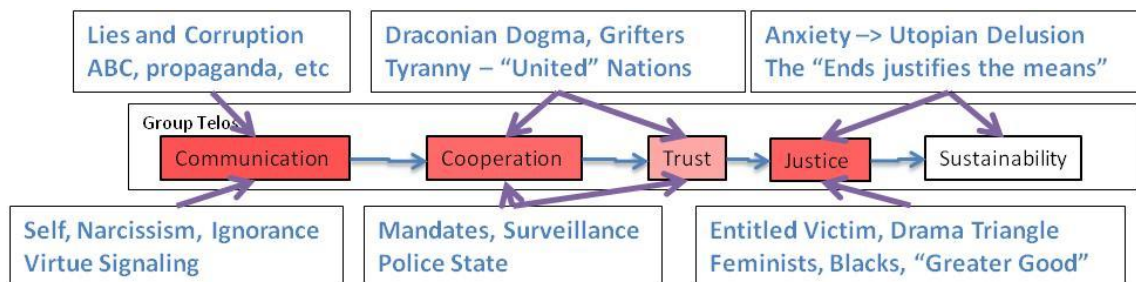 Lies and Corruption
ABC, propaganda, etc
Draconian Dogma, Grifters
Tyranny – “United” Nations
Anxiety –> Utopian Delusion
The “Ends justifies the means”
Group Telos
Communication
Cooperation
Trust
Justice
Sustainability
Self, Narcissism, Ignorance
Virtue Signaling
Mandates, Surveillance
Police State
Entitled Victim, Drama Triangle
Feminists, Blacks, “Greater Good”